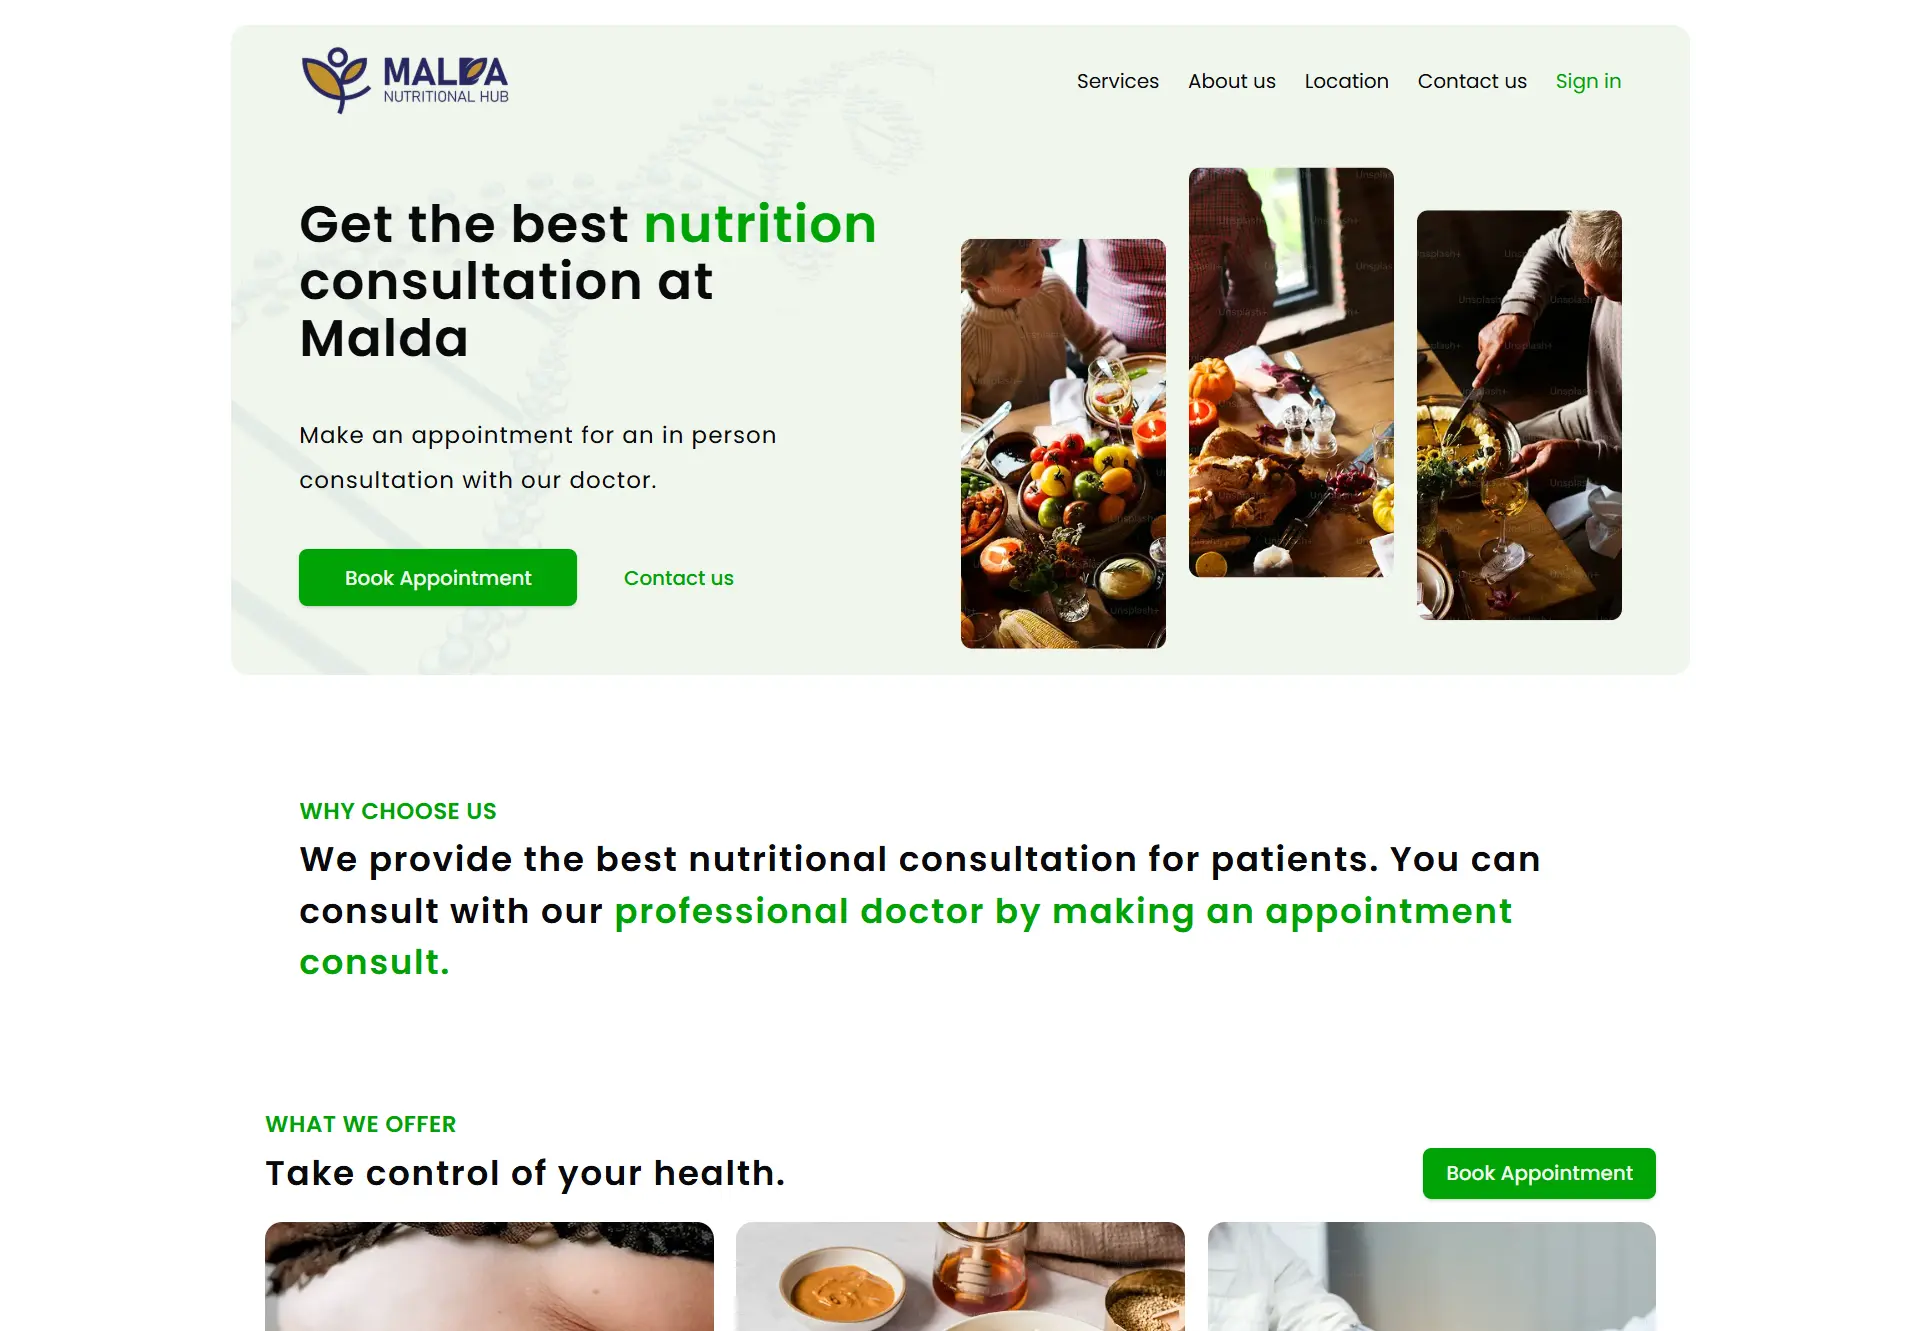 MALDA
NUTRITIONAL HUB
Services About us Location Contact us Sign in
Get the best nutrition
consultation at
Malda
Make an appointment for an in person
consultation with our doctor.
Book Appointment Contact us
Unsplash+
WHY CHOOSE US
We provide the best nutritional consultation for patients. You can
consult with our professional doctor by making an appointment
consult.
WHAT WE OFFER
Take control of your health.
Book Appointment